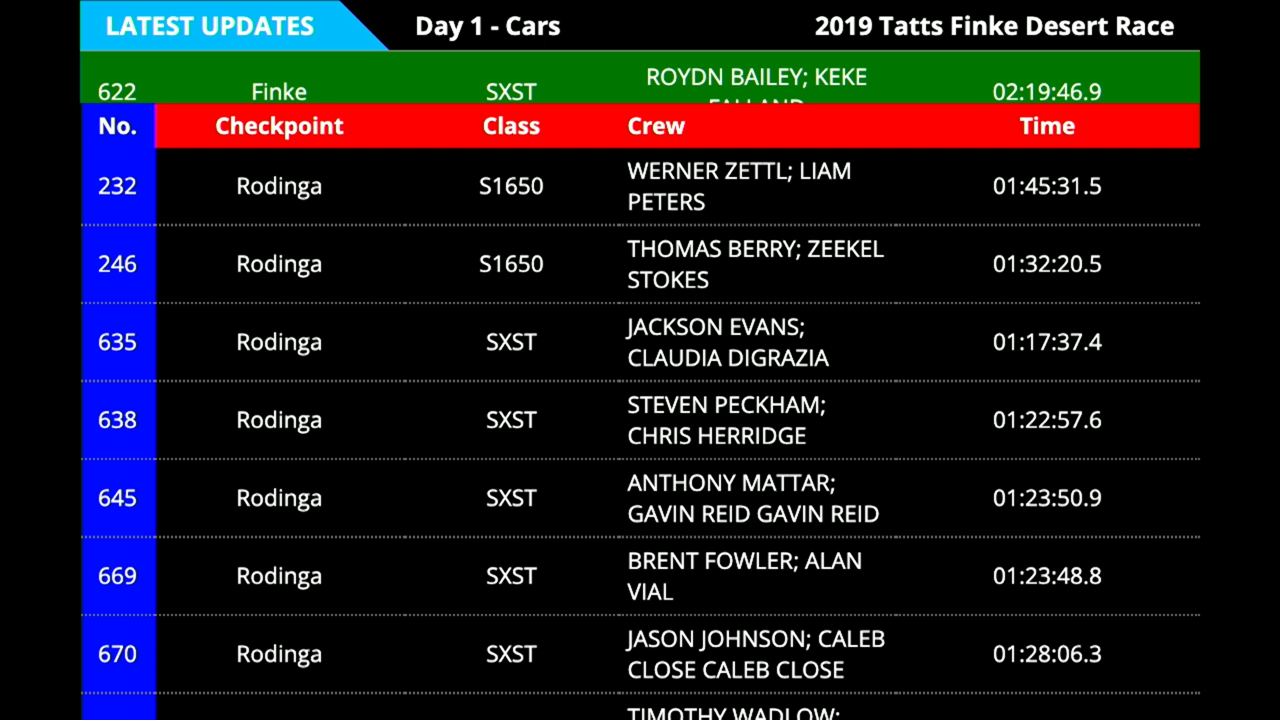 LATEST UPDATES Day 1 - Cars 2019 Tatts Finke Desert Race
622 Finke SXST ROYDN BAILEY; KEKE 02:19:46.9
No. Checkpoint Class Crew Time
232 Rodinga S1650 WERNER ZETTL; LIAM 01:45:31.5
PETERS
246 Rodinga S1650 THOMAS BERRY; ZEEKEL 01:32:20.5
STOKES
635 Rodinga SXST JACKSON EVANS; 01:17:37.4
CLAUDIA DIGRAZIA
638 Rodinga SXST STEVEN PECKHAM; 01:22:57.6
CHRIS HERRIDGE
645 Rodinga SXST ANTHONY MATTAR; 01:23:50.9
GAVIN REID GAVIN REID
669 Rodinga SXST BRENT FOWLER; ALAN 01:23:48.8
VIAL
670 Rodinga SXST JASON JOHNSON; CALEB 01:28:06.3
CLOSE CALEB CLOSE
TIMOTHY WADLOW;